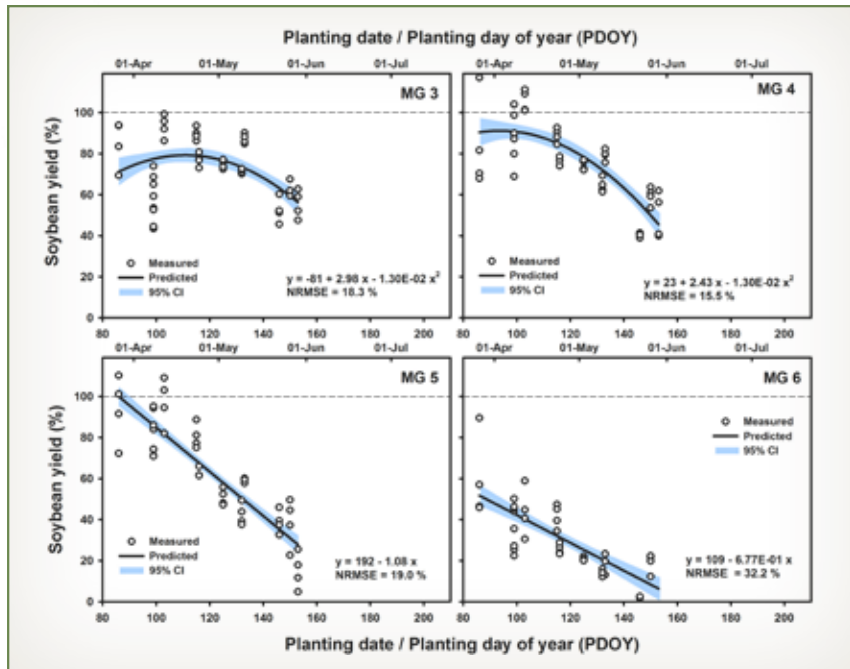 Planting date / Planting day of year (PDOY)
01-Apr 01-May 01-Jun 01-Jul 01-Apr 01-May 01-Jun 01-Jul
MG 3
MG 4
100
80
60
40
20
0
Soybean yield (%)
Measured
Predicted
95% CI
y = -81 + 2.98 x - 1.30E-02 x²
NRMSE = 18.3 %
Measured
Predicted
95% CI
y = 23 + 2.43 x - 1.30E-02 x²
NRMSE = 15.5 %
80 100 120 140 160 180 200 80 100 120 140 160 180 200
01-Apr 01-May 01-Jun 01-Jul 01-Apr 01-May 01-Jun 01-Jul
MG 5
MG 6
100
80
60
40
20
0
Soybean yield (%)
Measured
Predicted
95% CI
y = 192 - 1.08 x
NRMSE = 19.0 %
Measured
Predicted
95% CI
y = 109 - 6.77E-01 x
NRMSE = 32.2 %
80 100 120 140 160 180 200 80 100 120 140 160 180 200
Planting date / Planting day of year (PDOY)